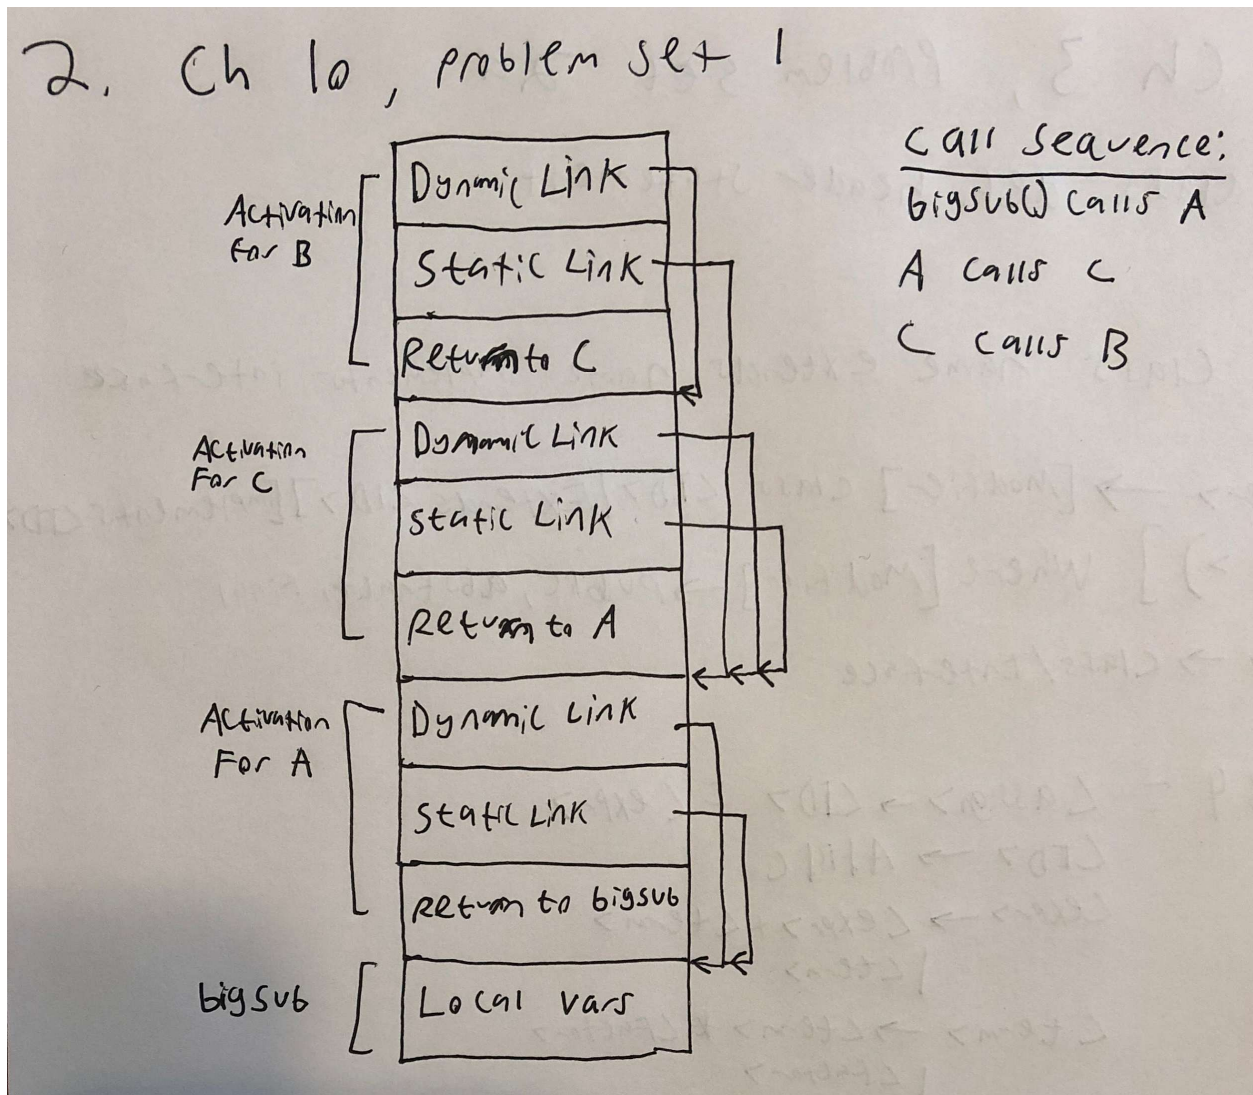 2. Ch 10, problem set 1
Call Sequence:
bigsub() calls A
A calls C
C calls B
Activation
for B
Dynamic Link
Static Link
Return to C
Activation
For C
Dynamic Link
static Link
Return to A
Activation
For A
Dynamic Link
Static Link
Return to bigsub
bigsub
Local vars